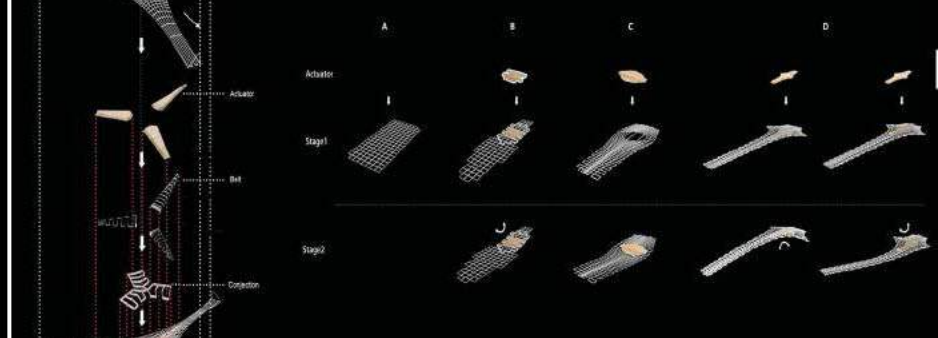 Actuator
Belt
Conjection
A B C D
Actuator
Stage1
Stage2